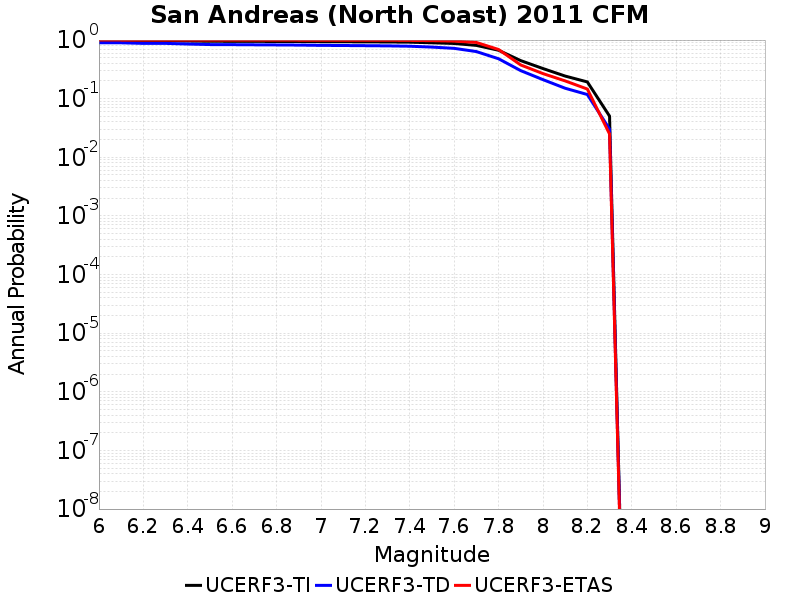 San Andreas (North Coast) 2011 CFM
Annual Probability
10^0
10^-1
10^-2
10^-3
10^-4
10^-5
10^-6
10^-7
10^-8
6 6.2 6.4 6.6 6.8 7 7.2 7.4 7.6 7.8 8 8.2 8.4 8.6 8.8 9
Magnitude
UCERF3-TI UCERF3-TD UCERF3-ETAS